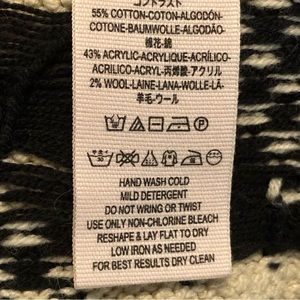 コントラスト
55% COTTON-COTON-ALGODÓN-
COTONE-BAUMWOLLE-ALGODÃO-
棉花-綿
43% ACRYLIC-ACRYLIQUE-ACRÍLICO-
ACRILICO-ACRYL-丙烯酸-アクリル
2% WOOL-LAINE-LANA-WOLLE-LÃ-
羊毛-ウール
P
HAND WASH COLD
MILD DETERGENT
DO NOT WRING OR TWIST
USE ONLY NON-CHLORINE BLEACH
RESHAPE & LAY FLAT TO DRY
LOW IRON AS NEEDED
FOR BEST RESULTS DRY CLEAN